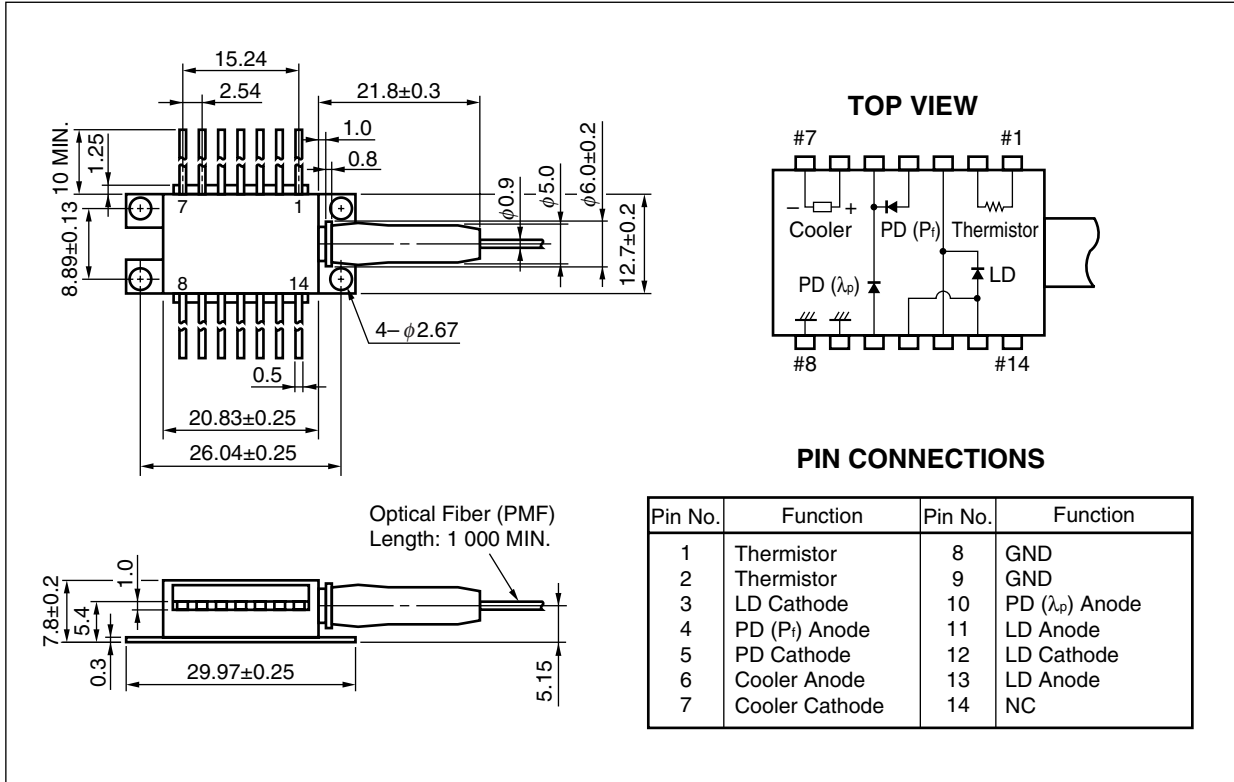 15.24
2.54
21.8±0.3
1.0
0.8
10 MIN.
1.25
φ0.9
φ5.0
φ6.0±0.2
12.7±0.2
8.89±0.13
7
1
8
14
4–φ2.67
0.5
20.83±0.25
26.04±0.25
Optical Fiber (PMF)
Length: 1 000 MIN.
7.8±0.2
5.4
1.0
0.3
29.97±0.25
5.15
TOP VIEW
#7
#1
– +
Cooler
PD (Pf)
Thermistor
PD (λp)
LD
#8
#14
PIN CONNECTIONS
Pin No. Function Pin No. Function
1 Thermistor 8 GND
2 Thermistor 9 GND
3 LD Cathode 10 PD (λp) Anode
4 PD (Pf) Anode 11 LD Anode
5 PD Cathode 12 LD Cathode
6 Cooler Anode 13 LD Anode
7 Cooler Cathode 14 NC